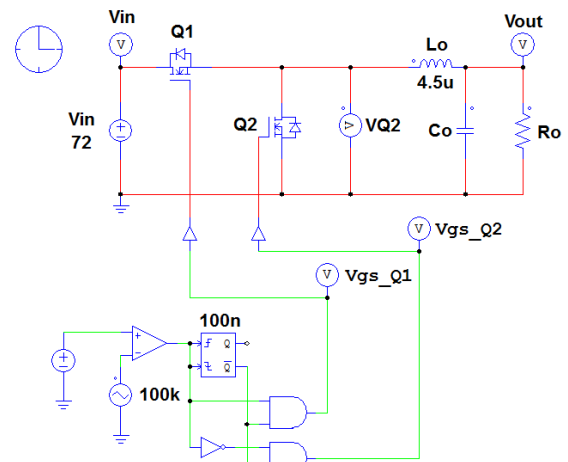 Vin
V
Q1
Lo
4.5u
Vout
V
Vin
72
Q2
V
VQ2
Co
Ro
V
Vgs_Q2
V
Vgs_Q1
100n
Q
Q
100k